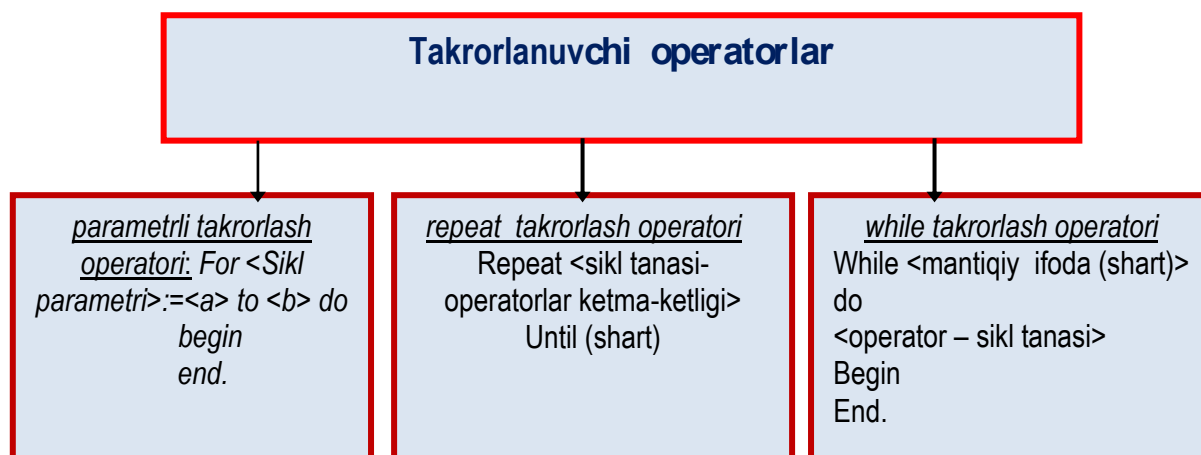 Takrorlanuvchi operatorlar
parametrli takrorlash
operatori: For <Sikl
parametri>:=<a> to <b> do
begin
end.
repeat takrorlash operatori
Repeat <sikl tanasi-
operatorlar ketma-ketligi>
Until (shart)
while takrorlash operatori
While <mantiqiy ifoda (shart)>
do
<operator – sikl tanasi>
Begin
End.